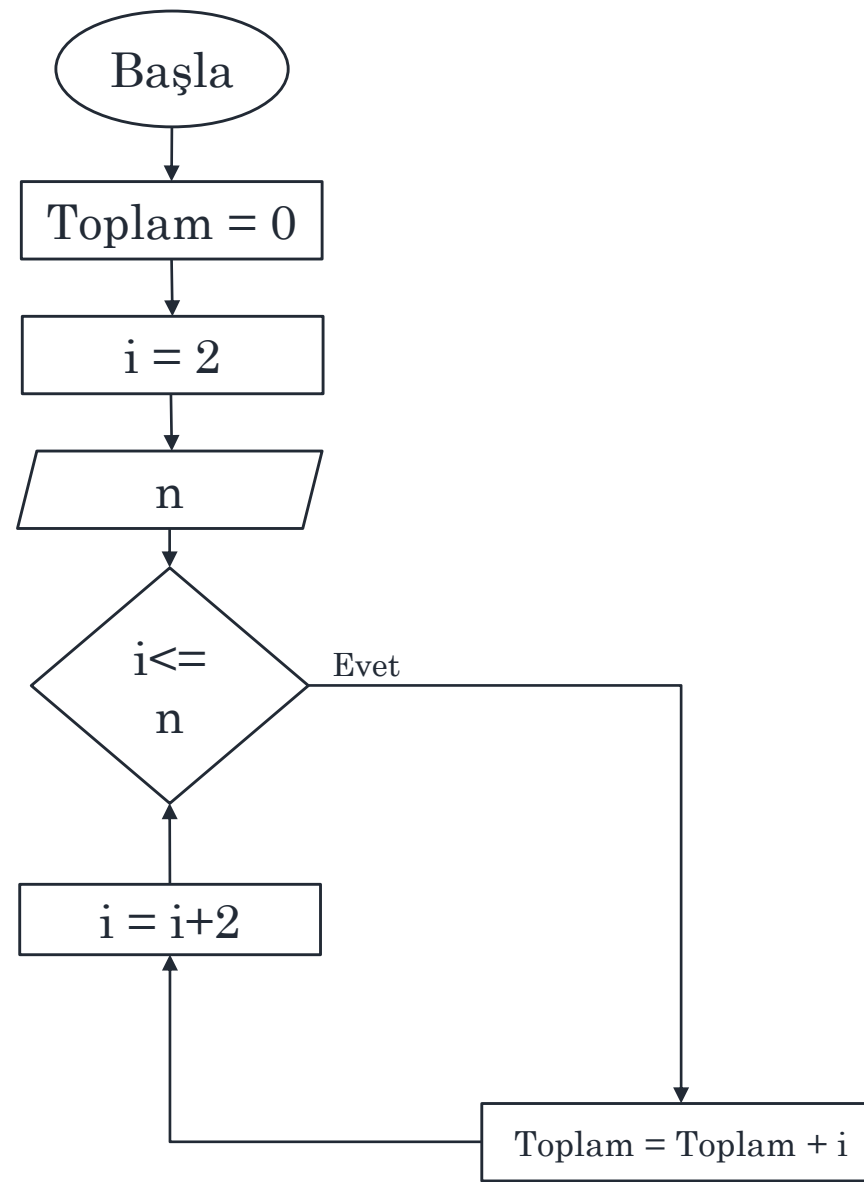 Başla
Toplam = 0
i = 2
n
i<=
n
Evet
i = i+2
Toplam = Toplam + i